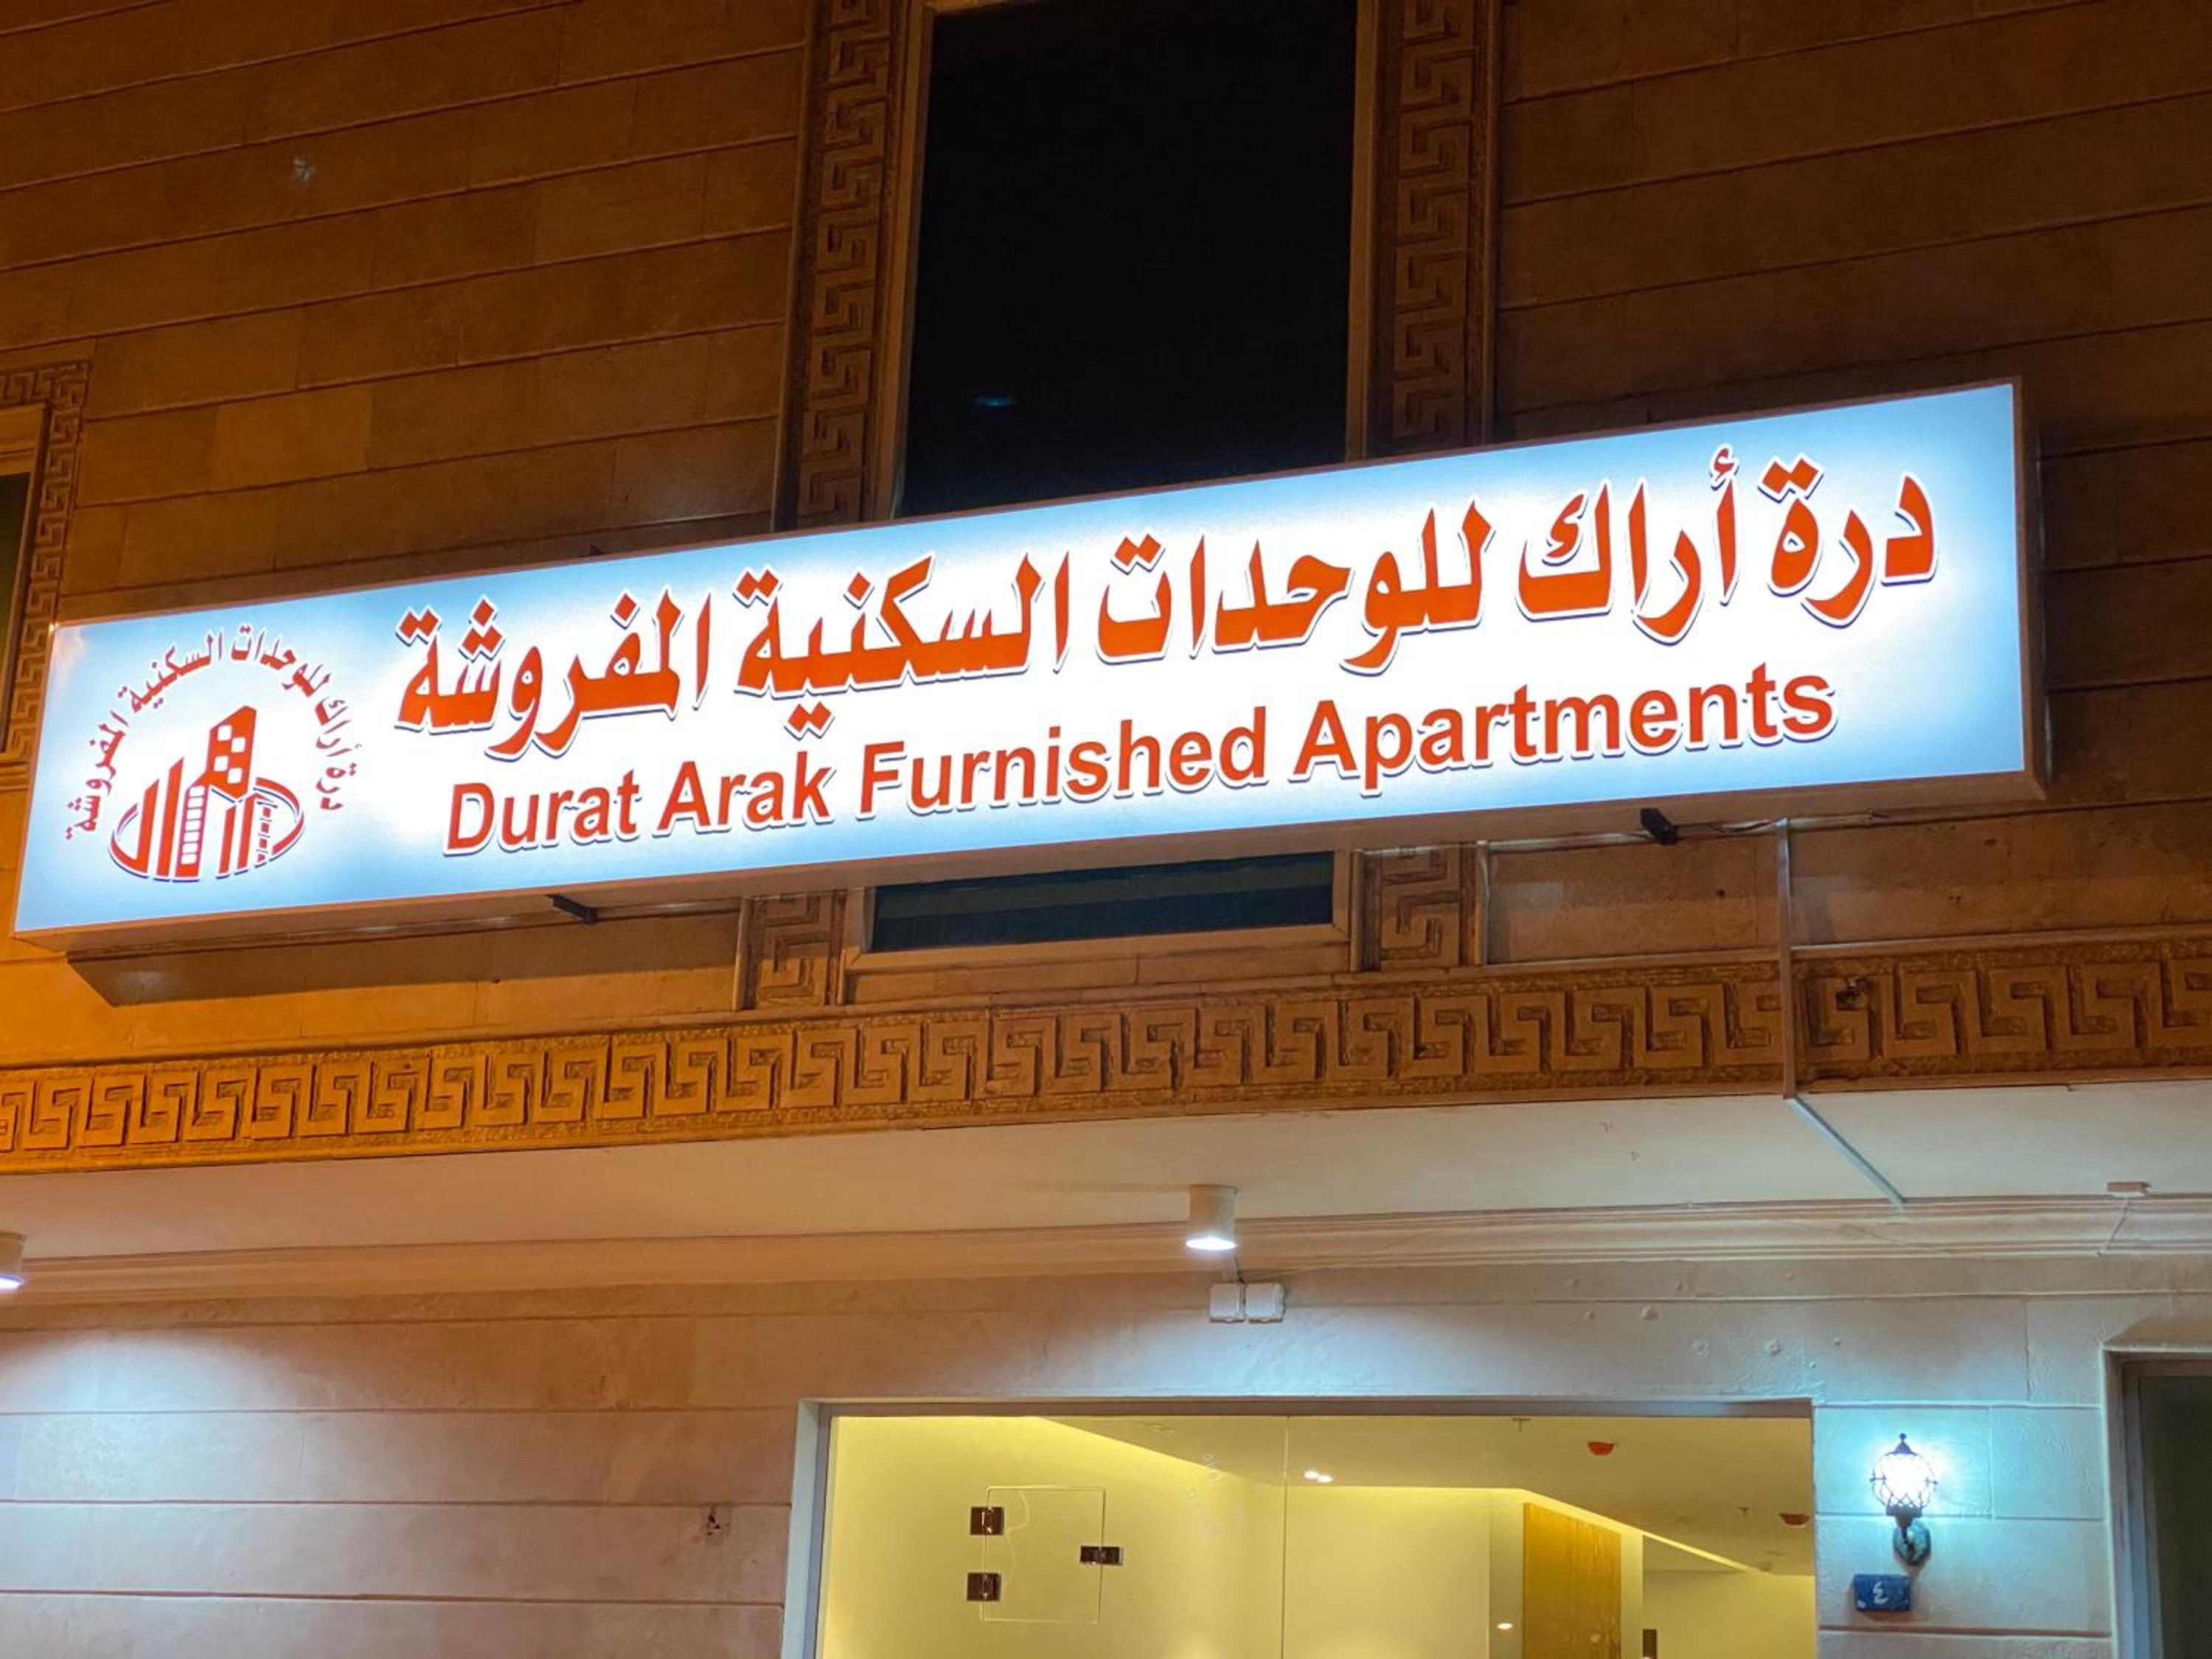 درة أراك للوحدات السكنية المفروشة
Durat Arak Furnished Apartments
درة أراك للوحدات السكنية المفروشة
٤